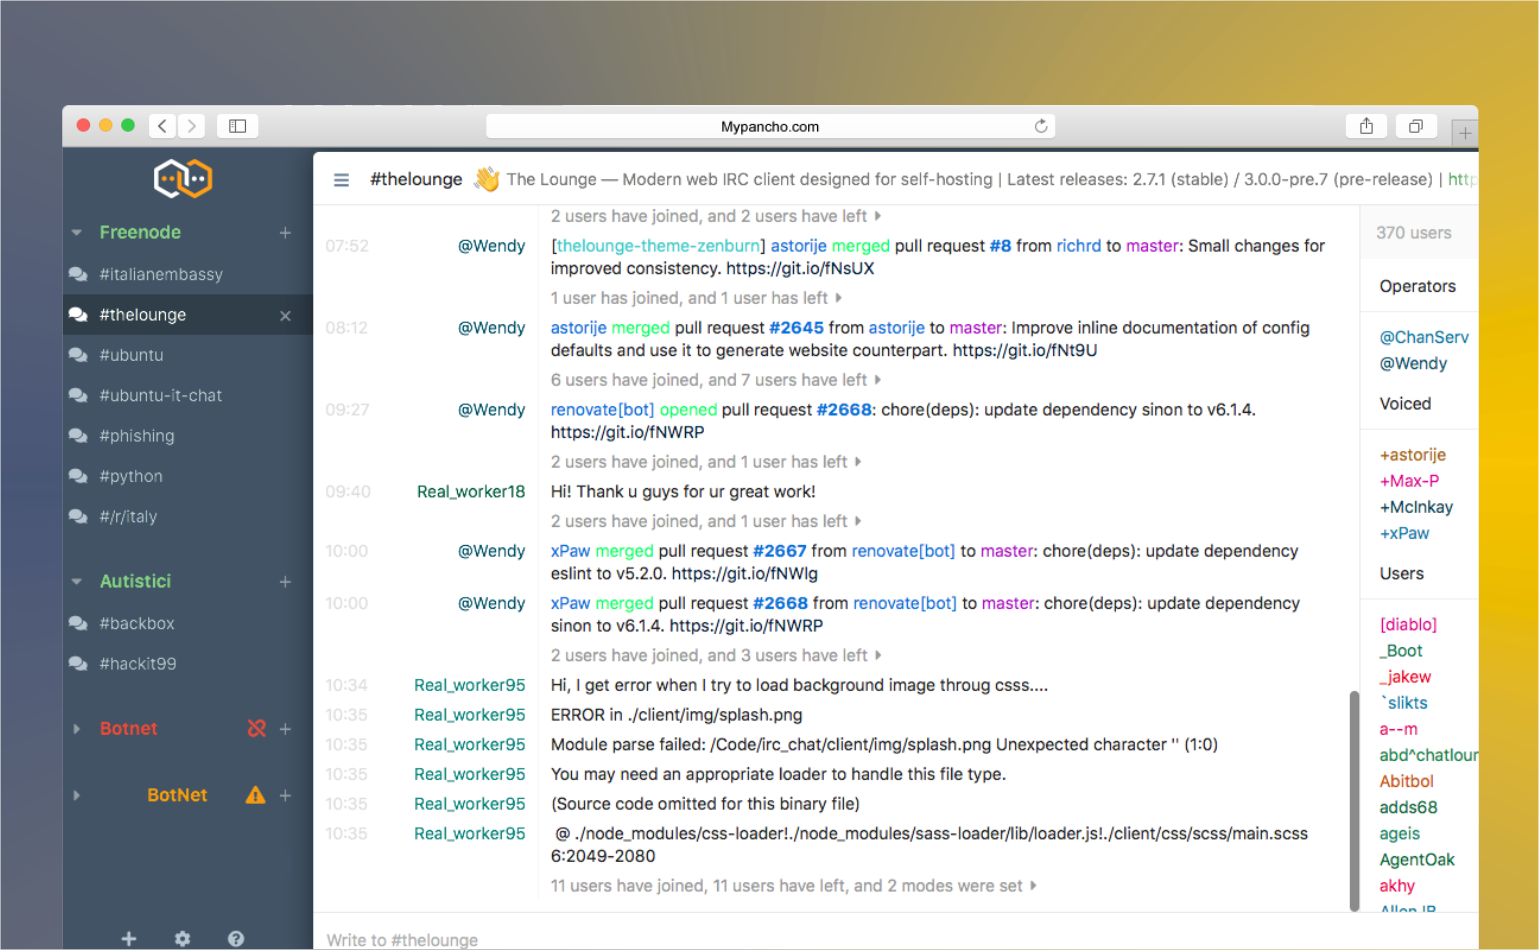 Mypancho.com
Freenode
#italianembassy
#thelounge
#ubuntu
#ubuntu-it-chat
#phishing
#python
#/r/italy
Autistici
#backbox
#hackit99
Botnet
BotNet
#thelounge 👋 The Lounge — Modern web IRC client designed for self-hosting | Latest releases: 2.7.1 (stable) / 3.0.0-pre.7 (pre-release) | http
2 users have joined, and 2 users have left
07:52 @Wendy [thelounge-theme-zenburn] astorije merged pull request #8 from richrd to master: Small changes for
improved consistency. https://git.io/fNsUX
1 user has joined, and 1 user has left
08:12 @Wendy astorije merged pull request #2645 from astorije to master: Improve inline documentation of config
defaults and use it to generate website counterpart. https://git.io/fNt9U
6 users have joined, and 7 users have left
09:27 @Wendy renovate[bot] opened pull request #2668: chore(deps): update dependency sinon to v6.1.4.
https://git.io/fNWRP
2 users have joined, and 1 user has left
09:40 Real_worker18 Hi! Thank u guys for ur great work!
2 users have joined, and 1 user has left
10:00 @Wendy xPaw merged pull request #2667 from renovate[bot] to master: chore(deps): update dependency
eslint to v5.2.0. https://git.io/fNWlg
10:00 @Wendy xPaw merged pull request #2668 from renovate[bot] to master: chore(deps): update dependency
sinon to v6.1.4. https://git.io/fNWRP
2 users have joined, and 3 users have left
10:34 Real_worker95 Hi, I get error when I try to load background image throug csss....
10:35 Real_worker95 ERROR in ./client/img/splash.png
10:35 Real_worker95 Module parse failed: /Code/irc_chat/client/img/splash.png Unexpected character '' (1:0)
10:35 Real_worker95 You may need an appropriate loader to handle this file type.
10:35 Real_worker95 (Source code omitted for this binary file)
10:35 Real_worker95 @ ./node_modules/css-loader!./node_modules/sass-loader/lib/loader.js!./client/css/scss/main.scss
6:2049-2080
11 users have joined, 11 users have left, and 2 modes were set
Write to #thelounge
370 users
Operators
@ChanServ
@Wendy
Voiced
+astorije
+Max-P
+McInkay
+xPaw
Users
[diablo]
_Boot
_jakew
`slikts
a--m
abd^chatlour
Abitbol
adds68
ageis
AgentOak
akhy